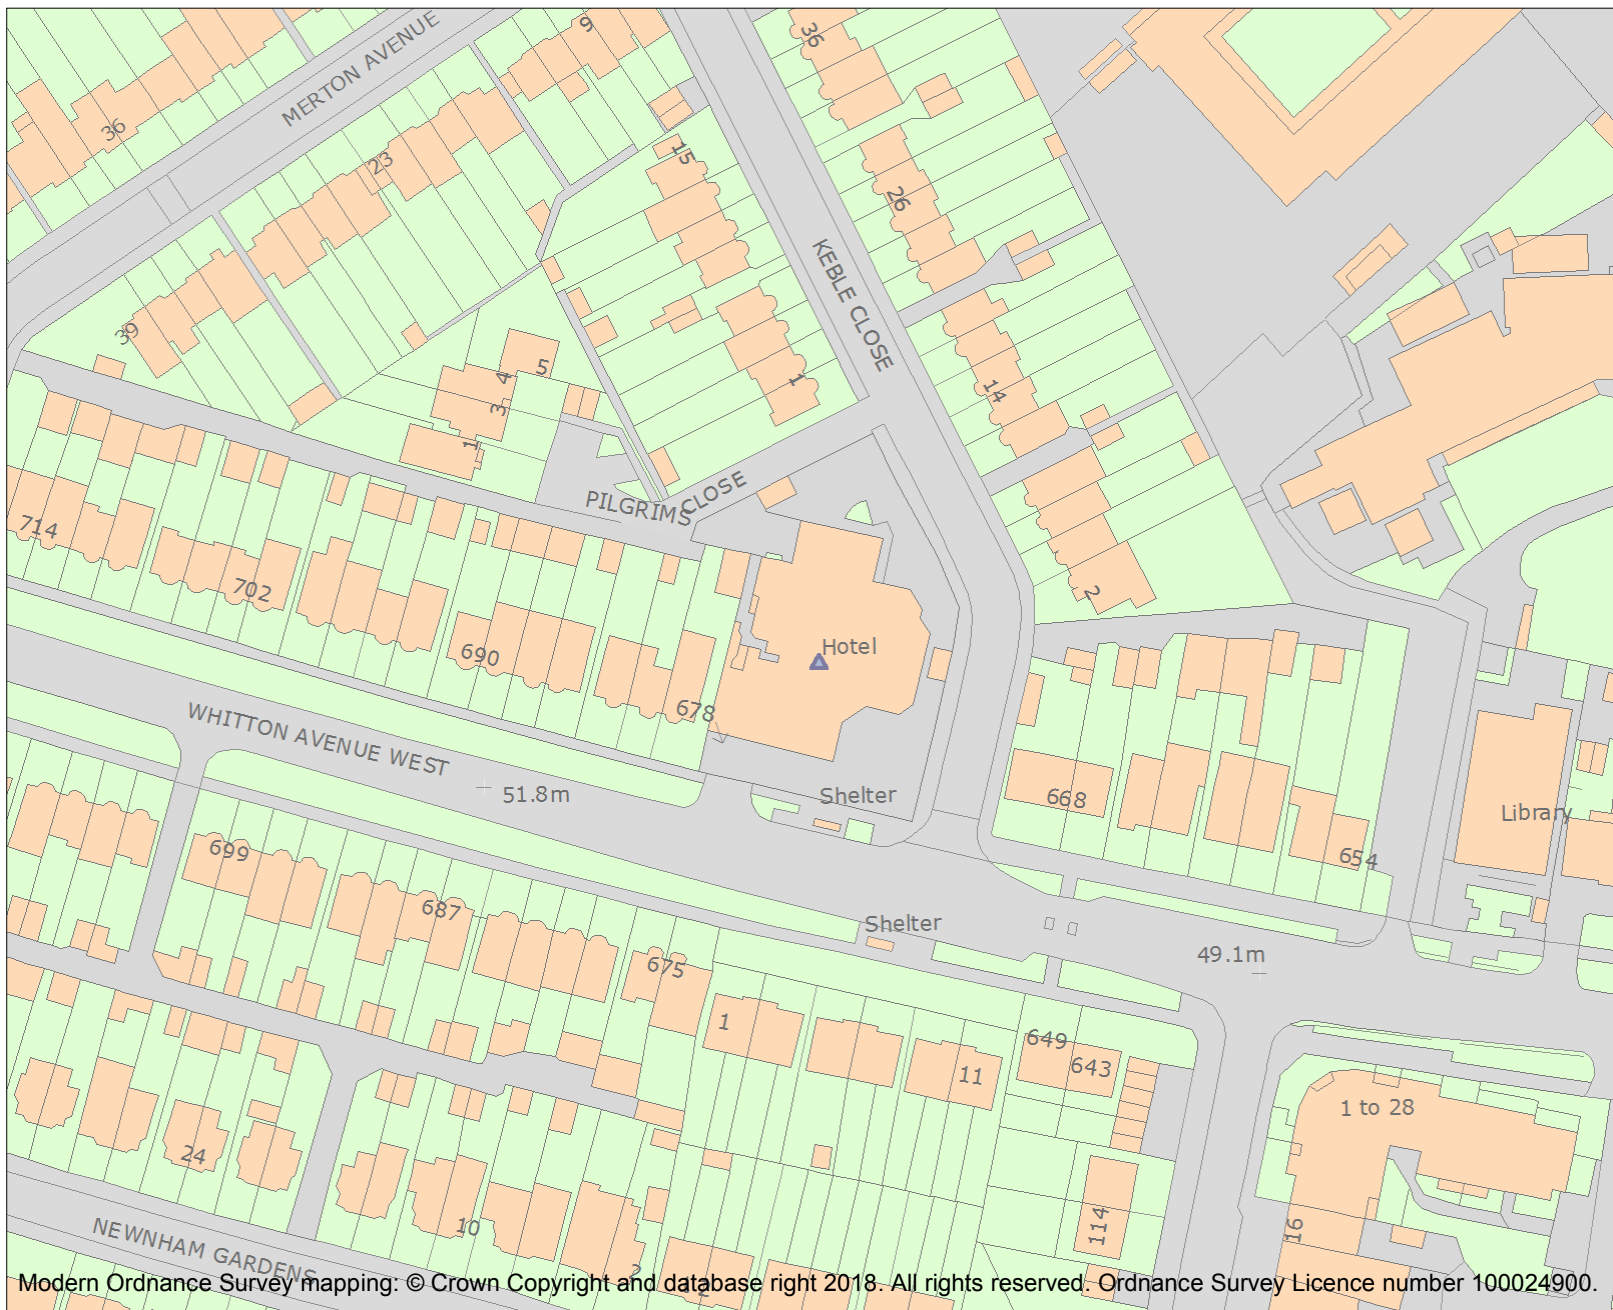 9
MERTON AVENUE
36
36
23
15
26
39
KEBLE CLOSE
5
4
3
1
1
14
PILGRIMS CLOSE
714
702
2
690
Hotel
678
WHITTON AVENUE WEST
51.8m
Shelter
668
Library
654
699
687
Shelter
49.1m
675
1
649
643
11
1 to 28
24
10
114
16
NEWNHAM GARDENS
2
12
Modern Ordnance Survey mapping: © Crown Copyright and database right 2018. All rights reserved. Ordnance Survey Licence number 100024900.